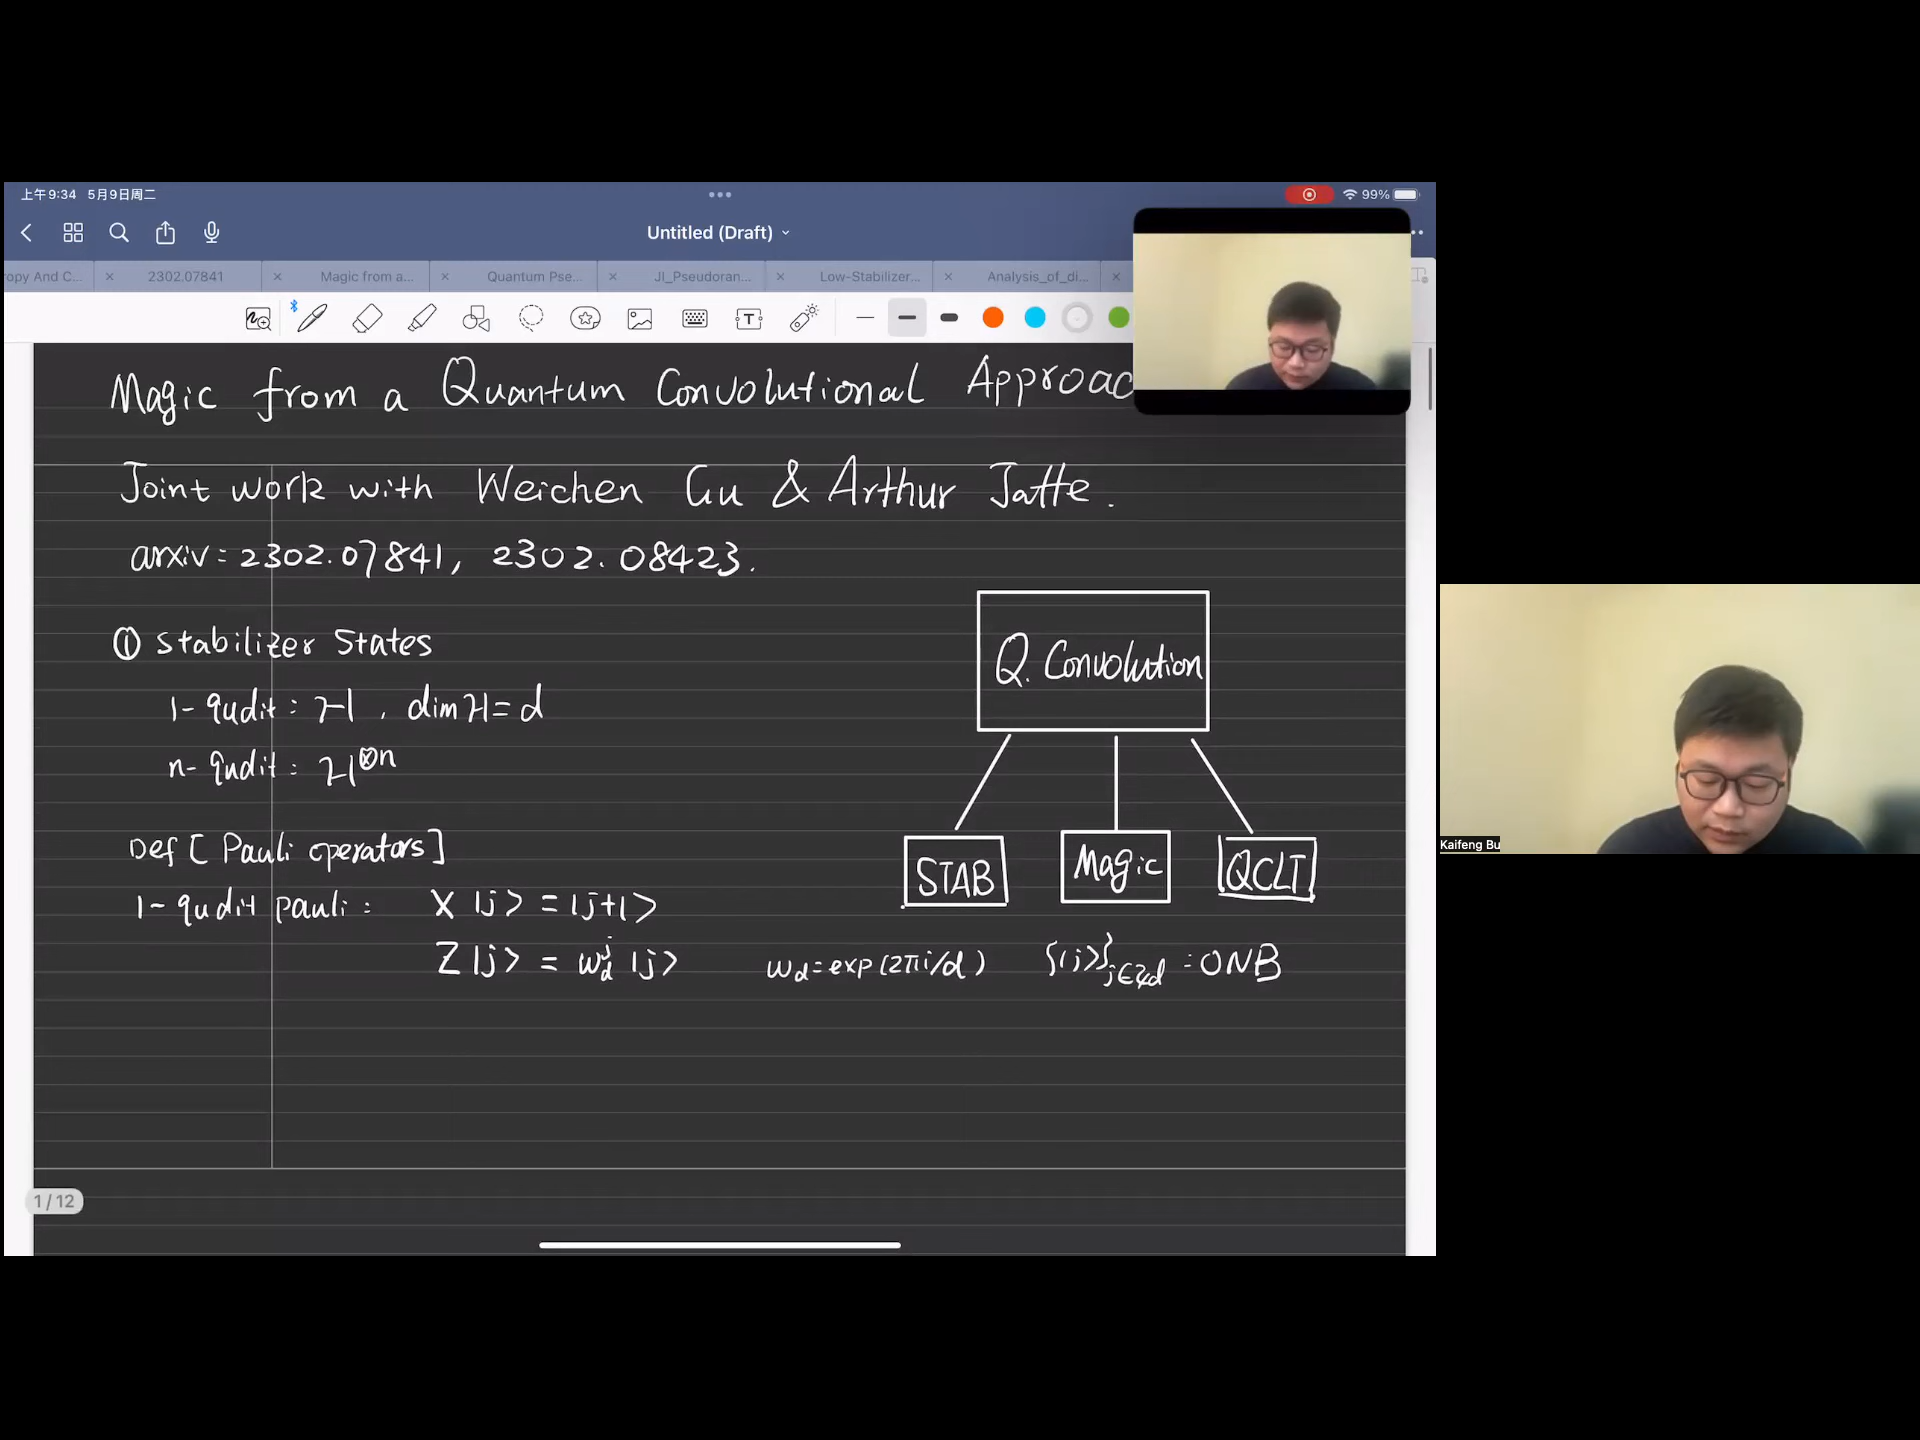 上午9:34 5月9日周二
99%
Untitled (Draft)
opy And C...
2302.07841
Magic from a...
Quantum Pse...
JI_Pseudoran...
Low-Stabilizer...
Analysis_of_di...
Magic from a Quantum Convolutional Approac
Joint work with Weichen Gu & Arthur Jaffe.
arxiv: 2302.07841, 2302.08423.
① Stabilizer States
1-qudit: H, dim H = d
n-qudit: H^⊗n
Q. Convolution
STAB
Magic
QCLT
Def [Pauli operators]
1-qudit pauli: X |j> = |j+1>
Z |j> = w_d^j |j> w_d = exp(2πi/d) {|j>}_{j∈Z_d} : ONB
1/12
Kaifeng Bu